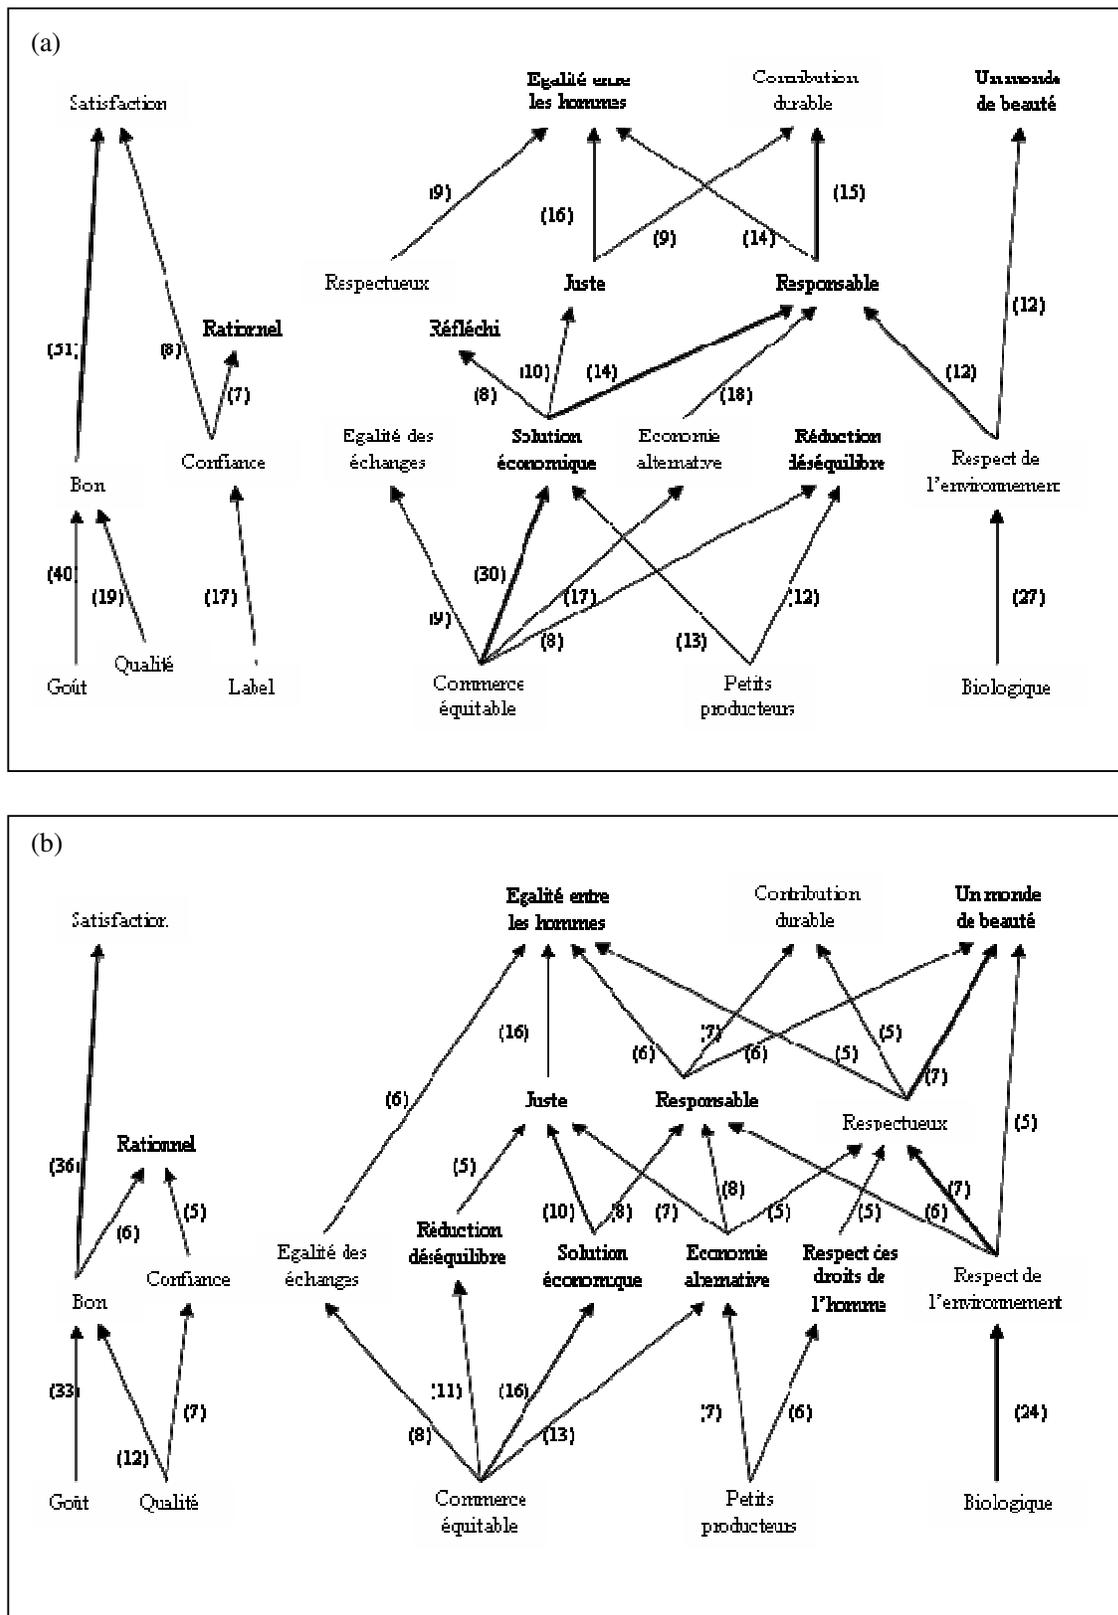 (a)
Egalité entre
les hommes
Contribution
durable
Un monde
de beauté
Satisfaction
(9)
(16)
(9)
(14)
(15)
Respectueux
Juste
Responsable
(12)
Rationnel
Réfléchi
(51)
(8)
(7)
(8)
(10)
(14)
(18)
(12)
Egalité des
échanges
Solution
économique
Economie
alternative
Réduction
déséquilibre
Confiance
Respect de
l'environnement
Bon
(40)
(19)
(17)
(9)
(30)
(17)
(8)
(13)
(12)
(27)
Qualité
Goût
Label
Commerce
équitable
Petits
producteurs
Biologique
(b)
Satisfaction
Egalité entre
les hommes
Contribution
durable
Un monde
de beauté
(16)
(6)
(7)
(6)
(5)
(5)
(7)
(6)
Juste
Responsable
Respectueux
(5)
Rationnel
(36)
(6)
(5)
(5)
(10)
(8)
(7)
(8)
(5)
(5)
(6)
(7)
Egalité des
échanges
Réduction
déséquilibre
Solution
économique
Economie
alternative
Respect des
droits de
l'homme
Respect de
l'environnement
Confiance
Bon
(33)
(12)
(7)
(8)
(11)
(16)
(13)
(7)
(6)
(24)
Goût
Qualité
Commerce
équitable
Petits
producteurs
Biologique